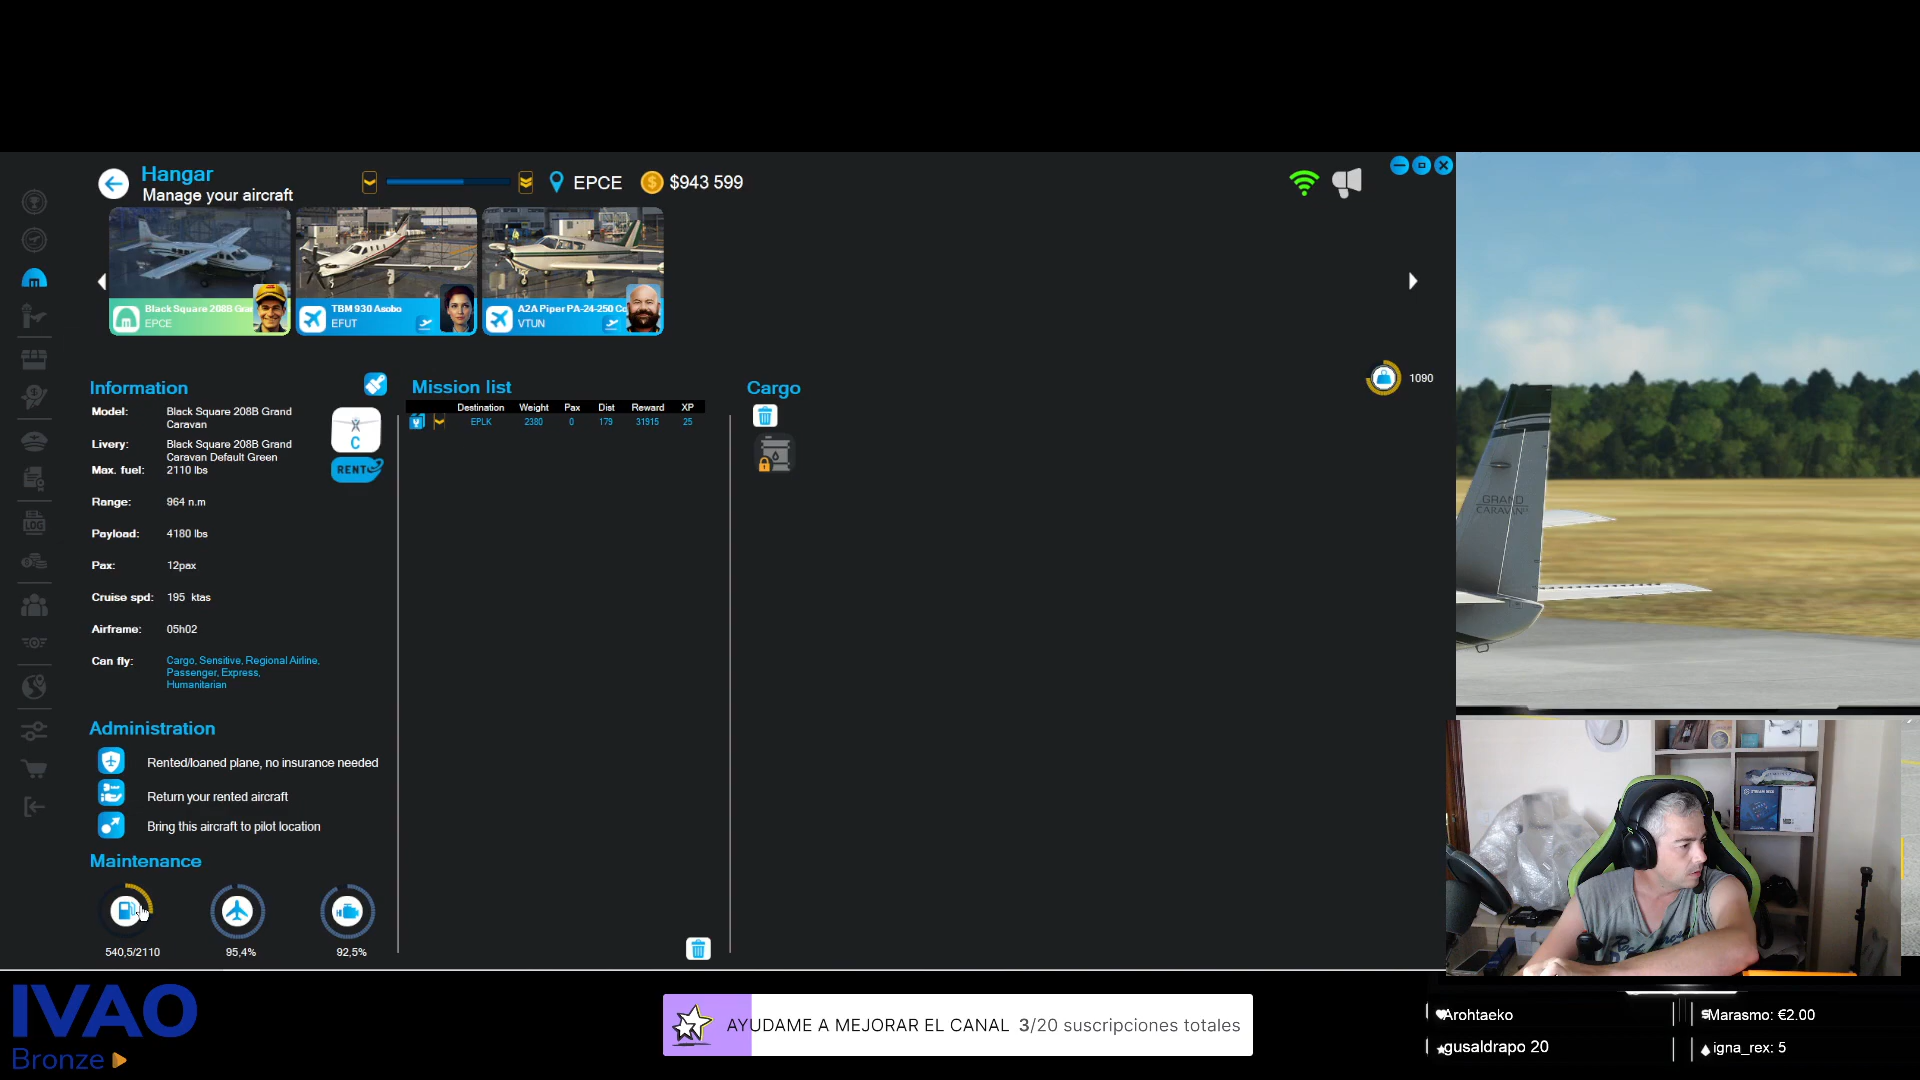 Hangar
Manage your aircraft
EPCE
$943 599
Black Square 208B Gra
EPCE
TBM 930 Asobo
EFUT
A2A Piper PA-24-250 Co
VTUN
Information
Model: Black Square 208B Grand
Caravan
Livery: Black Square 208B Grand
Caravan Default Green
Max. fuel: 2110 lbs
Range: 964 n.m
Payload: 4180 lbs
Pax: 12pax
Cruise spd: 195 ktas
Airframe: 05h02
Can fly: Cargo, Sensitive, Regional Airline,
Passenger, Express,
Humanitarian
C
RENT
Mission list
Destination Weight Pax Dist Reward XP
EPLK 2380 0 179 31915 25
Cargo
1090
LOG
Administration
Rented/loaned plane, no insurance needed
Return your rented aircraft
Bring this aircraft to pilot location
Maintenance
540,5/2110
95,4%
92,5%
GRAND
CARAVAN
IVAO
Bronze
AYUDAME A MEJORAR EL CANAL 3/20 suscripciones totales
Arohtaeko
Marasmo: €2.00
gusaldrapo 20
igna_rex: 5